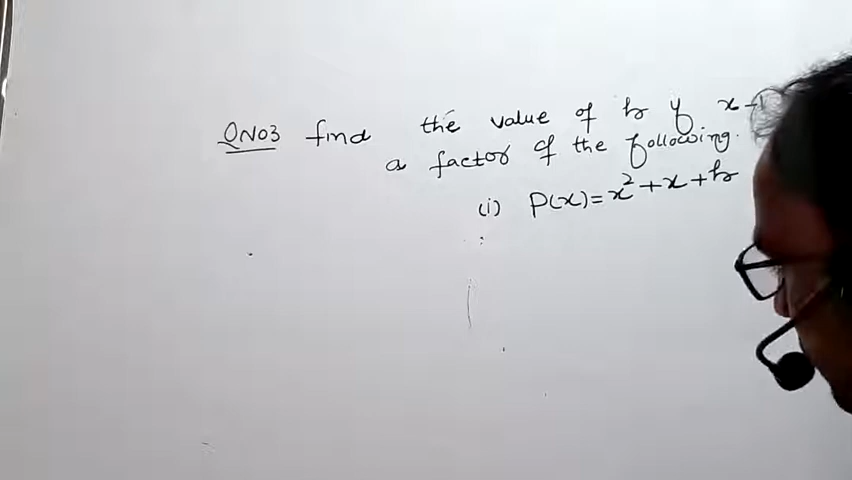 QNO3 find the value of k if x-1
a factor of the following.
(i) P(x)=x²+x+k